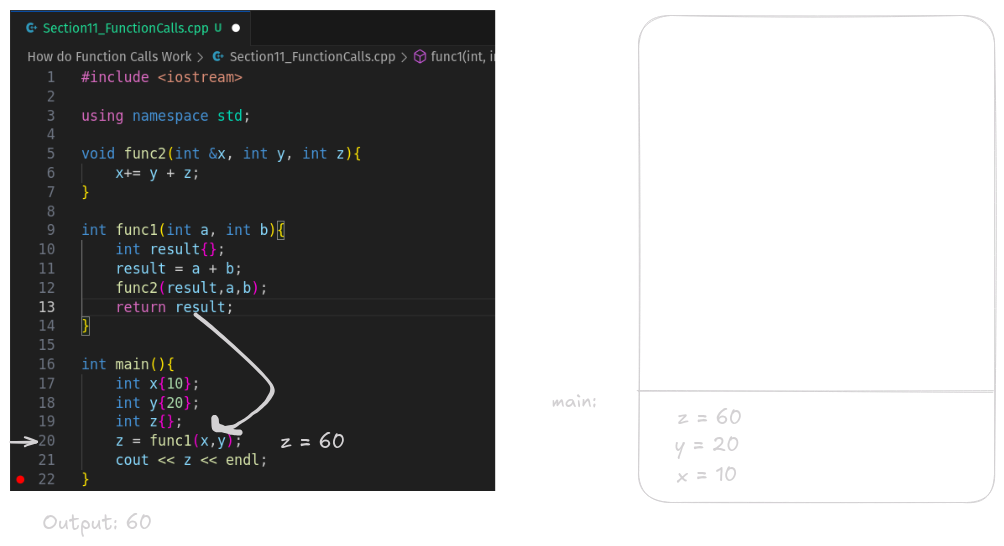 Section11_FunctionCalls.cpp U
How do Function Calls Work > Section11_FunctionCalls.cpp > func1(int, i
1 #include <iostream>
2
3 using namespace std;
4
5 void func2(int &x, int y, int z){
6 x+= y + z;
7 }
8
9 int func1(int a, int b){
10 int result{};
11 result = a + b;
12 func2(result,a,b);
13 return result;
14 }
15
16 int main(){
17 int x{10};
18 int y{20};
19 int z{};
20 z = func1(x,y); z = 60
21 cout << z << endl;
22 }
Output: 60
main:
z = 60
y = 20
x = 10